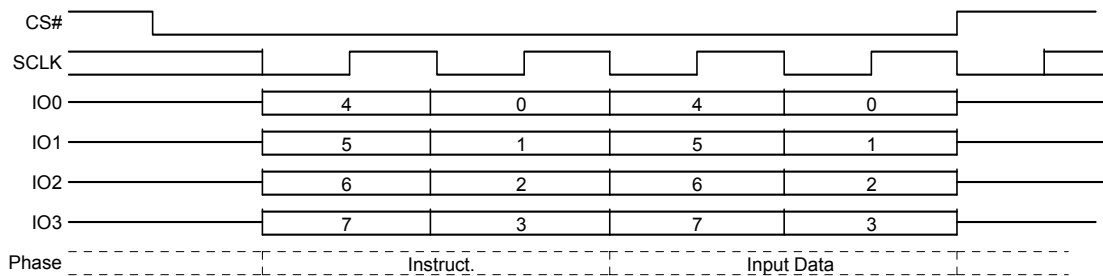 CS#
SCLK
IO0 4 0 4 0
IO1 5 1 5 1
IO2 6 2 6 2
IO3 7 3 7 3
Phase Instruct. Input Data